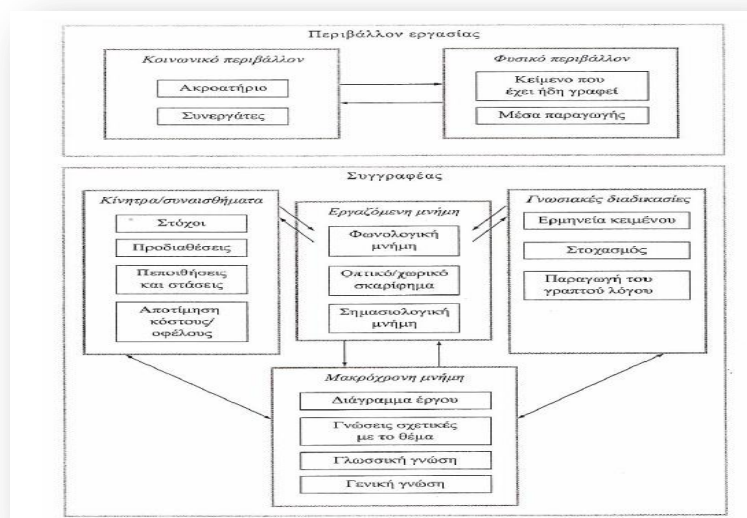 Περιβάλλον εργασίας
Κοινωνικό περιβάλλον
Ακροατήριο
Συνεργάτες
Φυσικό περιβάλλον
Κείμενο που
έχει ήδη γραφεί
Μέσα παραγωγής
Συγγραφέας
Κίνητρα/συναισθήματα
Στόχοι
Προδιαθέσεις
Πεποιθήσεις
και στάσεις
Αποτίμηση
κόστους/
οφέλους
Εργαζόμενη μνήμη
Φωνολογική
μνήμη
Οπτικό/χωρικό
σκαρίφημα
Σημασιολογική
μνήμη
Γνωσιακές διαδικασίες
Ερμηνεία κειμένου
Στοχασμός
Παραγωγή του
γραπτού λόγου
Μακρόχρονη μνήμη
Διάγραμμα έργου
Γνώσεις σχετικές
με το θέμα
Γλωσσική γνώση
Γενική γνώση